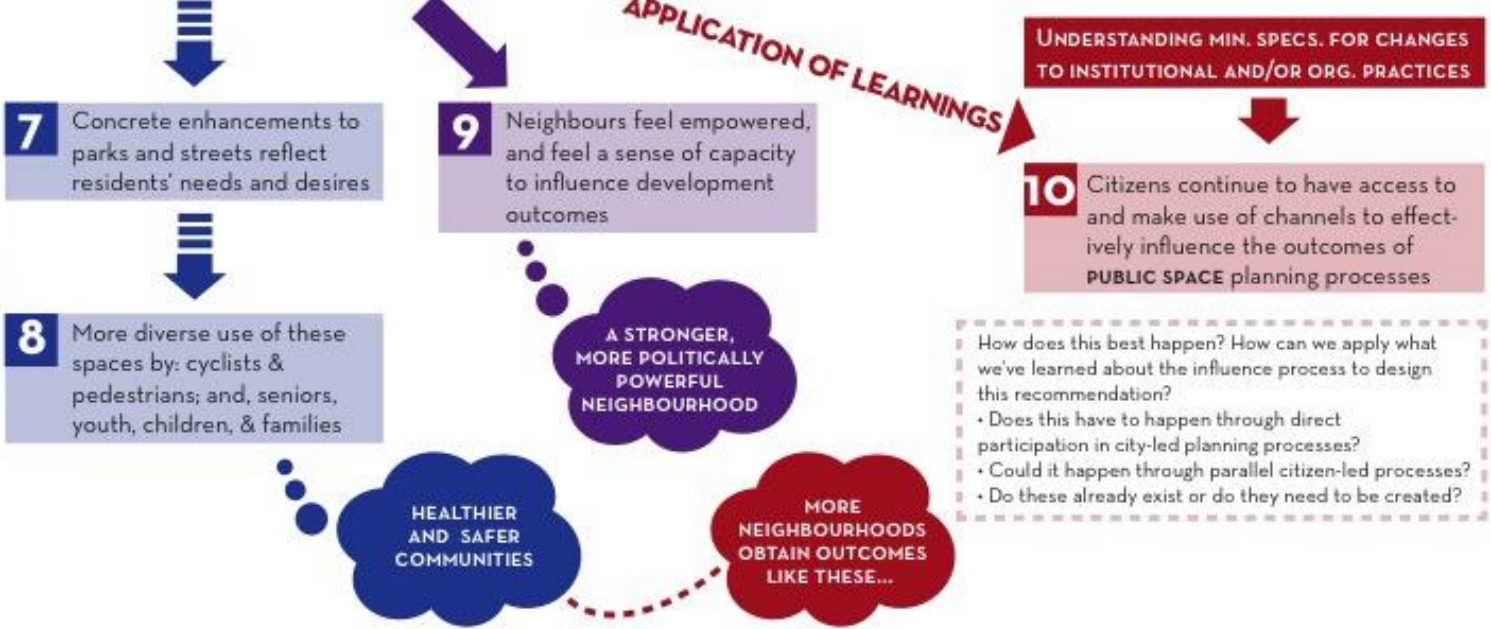 APPLICATION OF LEARNINGS
UNDERSTANDING MIN. SPECS. FOR CHANGES
TO INSTITUTIONAL AND/OR ORG. PRACTICES
7
Concrete enhancements to
parks and streets reflect
residents' needs and desires
9
Neighbours feel empowered,
and feel a sense of capacity
to influence development
outcomes
10
Citizens continue to have access to
and make use of channels to effect-
ively influence the outcomes of
PUBLIC SPACE planning processes
8
More diverse use of these
spaces by: cyclists &
pedestrians; and, seniors,
youth, children, & families
A STRONGER,
MORE POLITICALLY
POWERFUL
NEIGHBOURHOOD
How does this best happen? How can we apply what
we've learned about the influence process to design
this recommendation?
• Does this have to happen through direct
participation in city-led planning processes?
• Could it happen through parallel citizen-led processes?
• Do these already exist or do they need to be created?
HEALTHIER
AND SAFER
COMMUNITIES
MORE
NEIGHBOURHOODS
OBTAIN OUTCOMES
LIKE THESE...